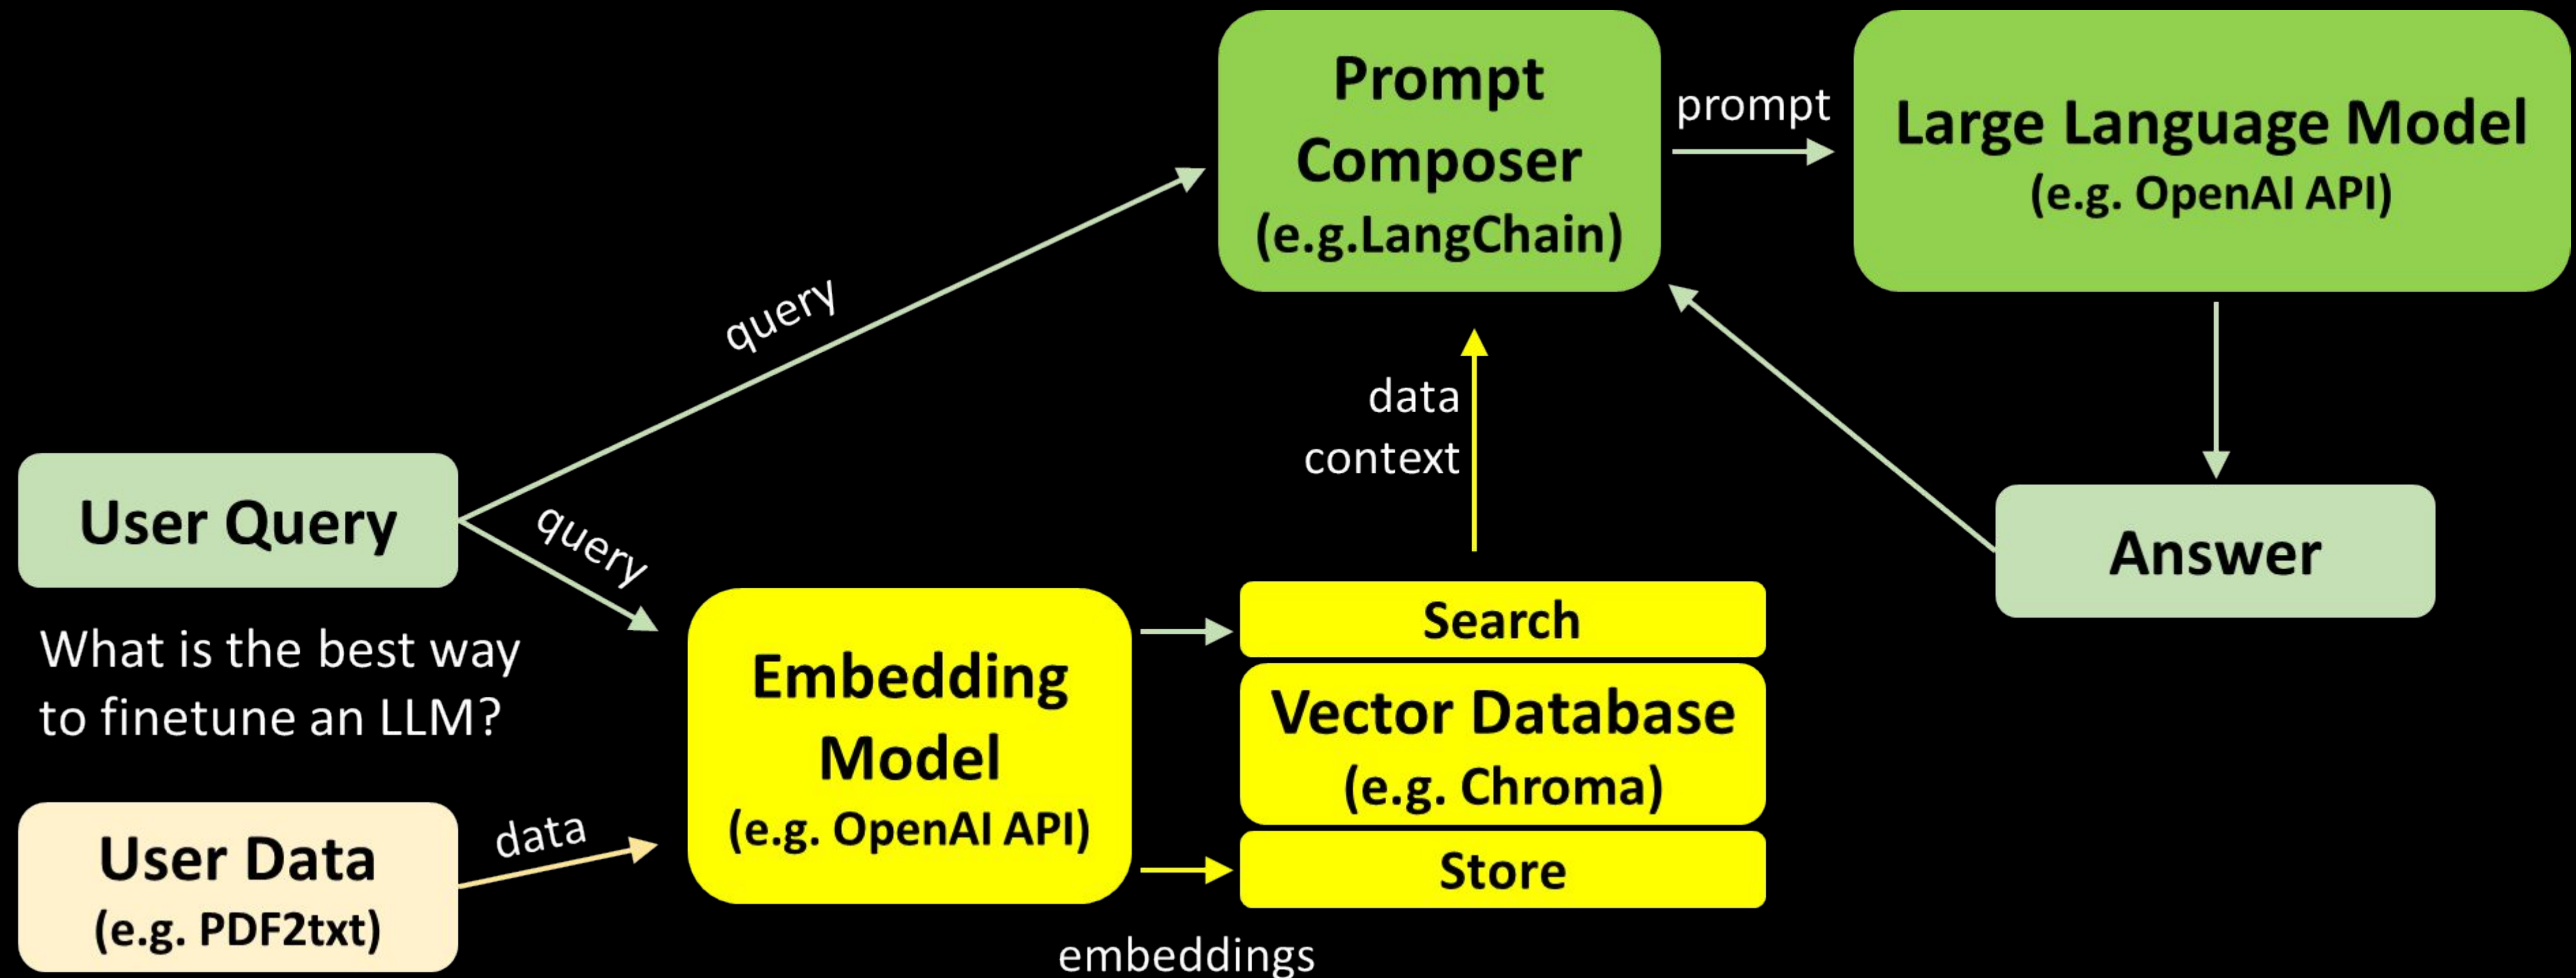 Prompt
Composer
(e.g.LangChain)
prompt
Large Language Model
(e.g. OpenAI API)
query
data
context
User Query
query
What is the best way
to finetune an LLM?
Answer
Embedding
Model
(e.g. OpenAI API)
Search
Vector Database
(e.g. Chroma)
Store
User Data
(e.g. PDF2txt)
data
embeddings